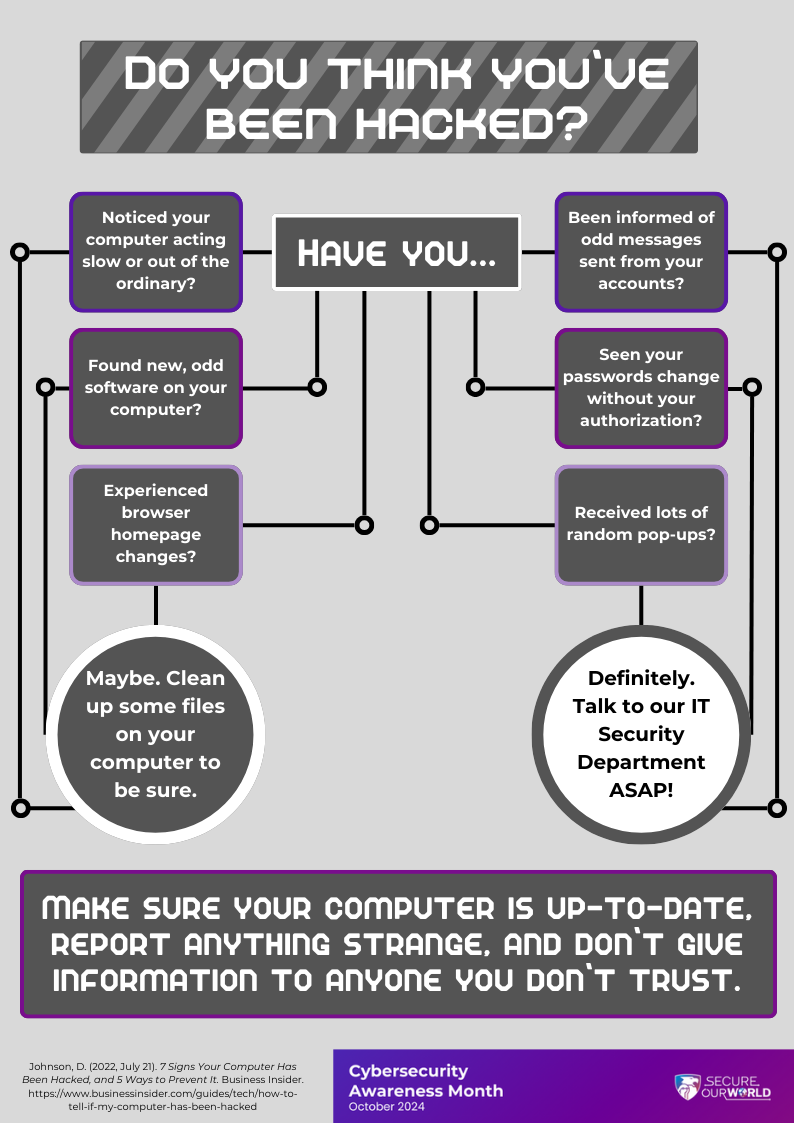 Do you think you've
been hacked?
Have you...
Noticed your
computer acting
slow or out of the
ordinary?
Found new, odd
software on your
computer?
Experienced
browser
homepage
changes?
Maybe. Clean
up some files
on your
computer to
be sure.
Been informed of
odd messages
sent from your
accounts?
Seen your
passwords change
without your
authorization?
Received lots of
random pop-ups?
Definitely.
Talk to our IT
Security
Department
ASAP!
Make sure your computer is up-to-date,
report anything strange, and don't give
information to anyone you don't trust.
Johnson, D. (2022, July 21). 7 Signs Your Computer Has
Been Hacked, and 5 Ways to Prevent It. Business Insider.
https://www.businessinsider.com/guides/tech/how-to-
tell-if-my-computer-has-been-hacked
Cybersecurity
Awareness Month
October 2024
SECURE
OUR WORLD